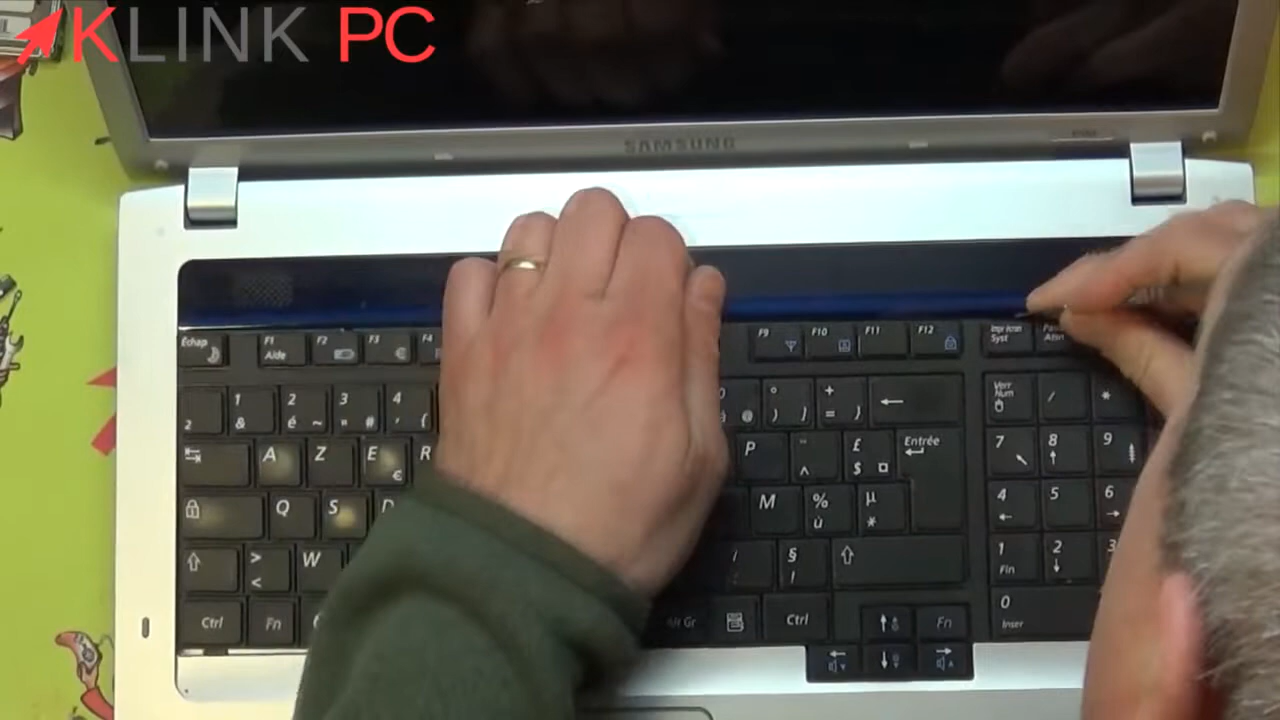 KLINK PC
SAMSUNG
Échap F1 Aide F2 F3 € F4 F9 F10 F11 F12 Impr écran Syst
2 1 & 2 é ~ 3 " # 4 ' { ° ) ] + = } ← Verr Num / *
A Z E € R P ¨ ^ £ $ ¤ Entrée 7 8 9
Q S D M % ù µ * 4 5 6
> < W / § ! 1 Fin 2 3
Ctrl Fn Alt Gr Ctrl Fn 0 Inser